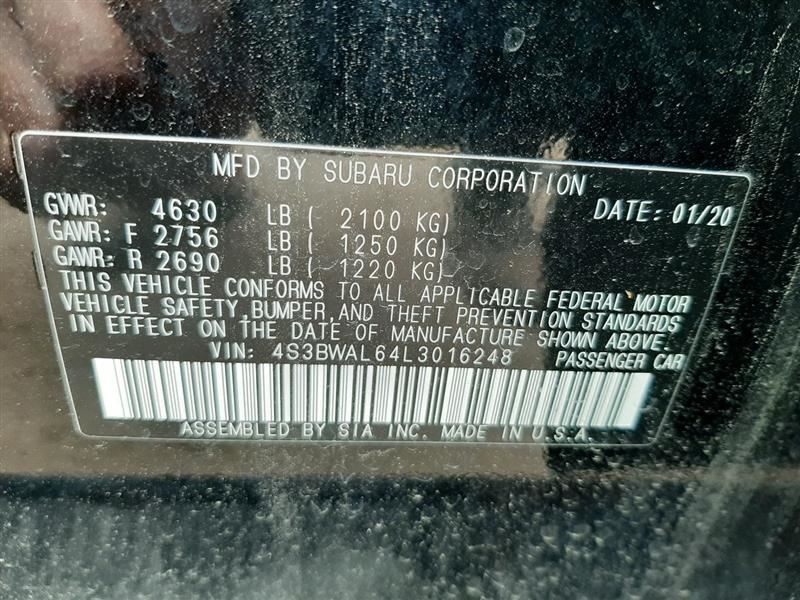 MFD BY SUBARU CORPORATION DATE: 01/20
GVWR: 4630 LB ( 2100 KG)
GAWR: F 2756 LB ( 1250 KG)
GAWR: R 2690 LB ( 1220 KG)
THIS VEHICLE CONFORMS TO ALL APPLICABLE FEDERAL MOTOR
VEHICLE SAFETY,BUMPER,AND THEFT PREVENTION STANDARDS
IN EFFECT ON THE DATE OF MANUFACTURE SHOWN ABOVE.
VIN: 4S3BWAL64L3016248 PASSENGER CAR
ASSEMBLED BY SIA INC. MADE IN U.S.A.